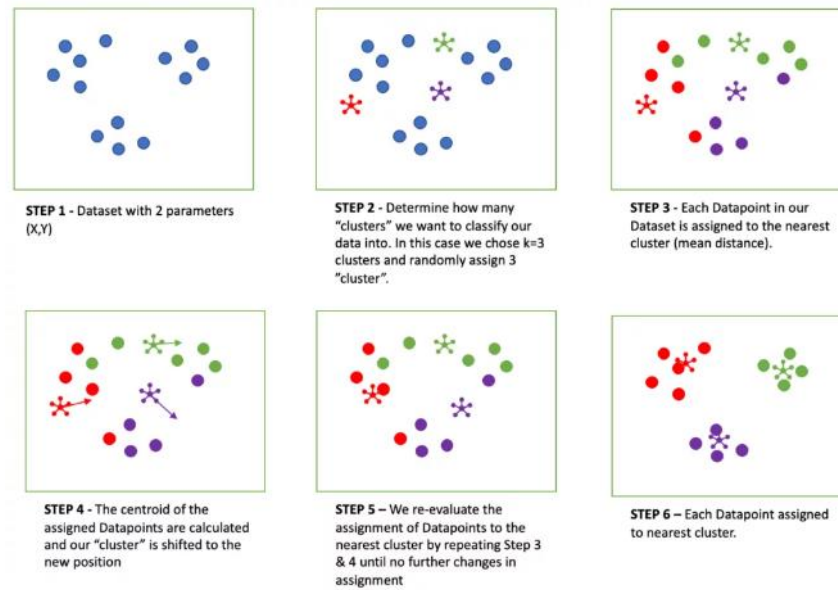 STEP 1 - Dataset with 2 parameters
(X,Y)
STEP 2 - Determine how many
“clusters” we want to classify our
data into. In this case we chose k=3
clusters and randomly assign 3
”cluster”.
STEP 3 - Each Datapoint in our
Dataset is assigned to the nearest
cluster (mean distance).
STEP 4 - The centroid of the
assigned Datapoints are calculated
and our “cluster” is shifted to the
new position
STEP 5 – We re-evaluate the
assignment of Datapoints to the
nearest cluster by repeating Step 3
& 4 until no further changes in
assignment
STEP 6 – Each Datapoint assigned
to nearest cluster.